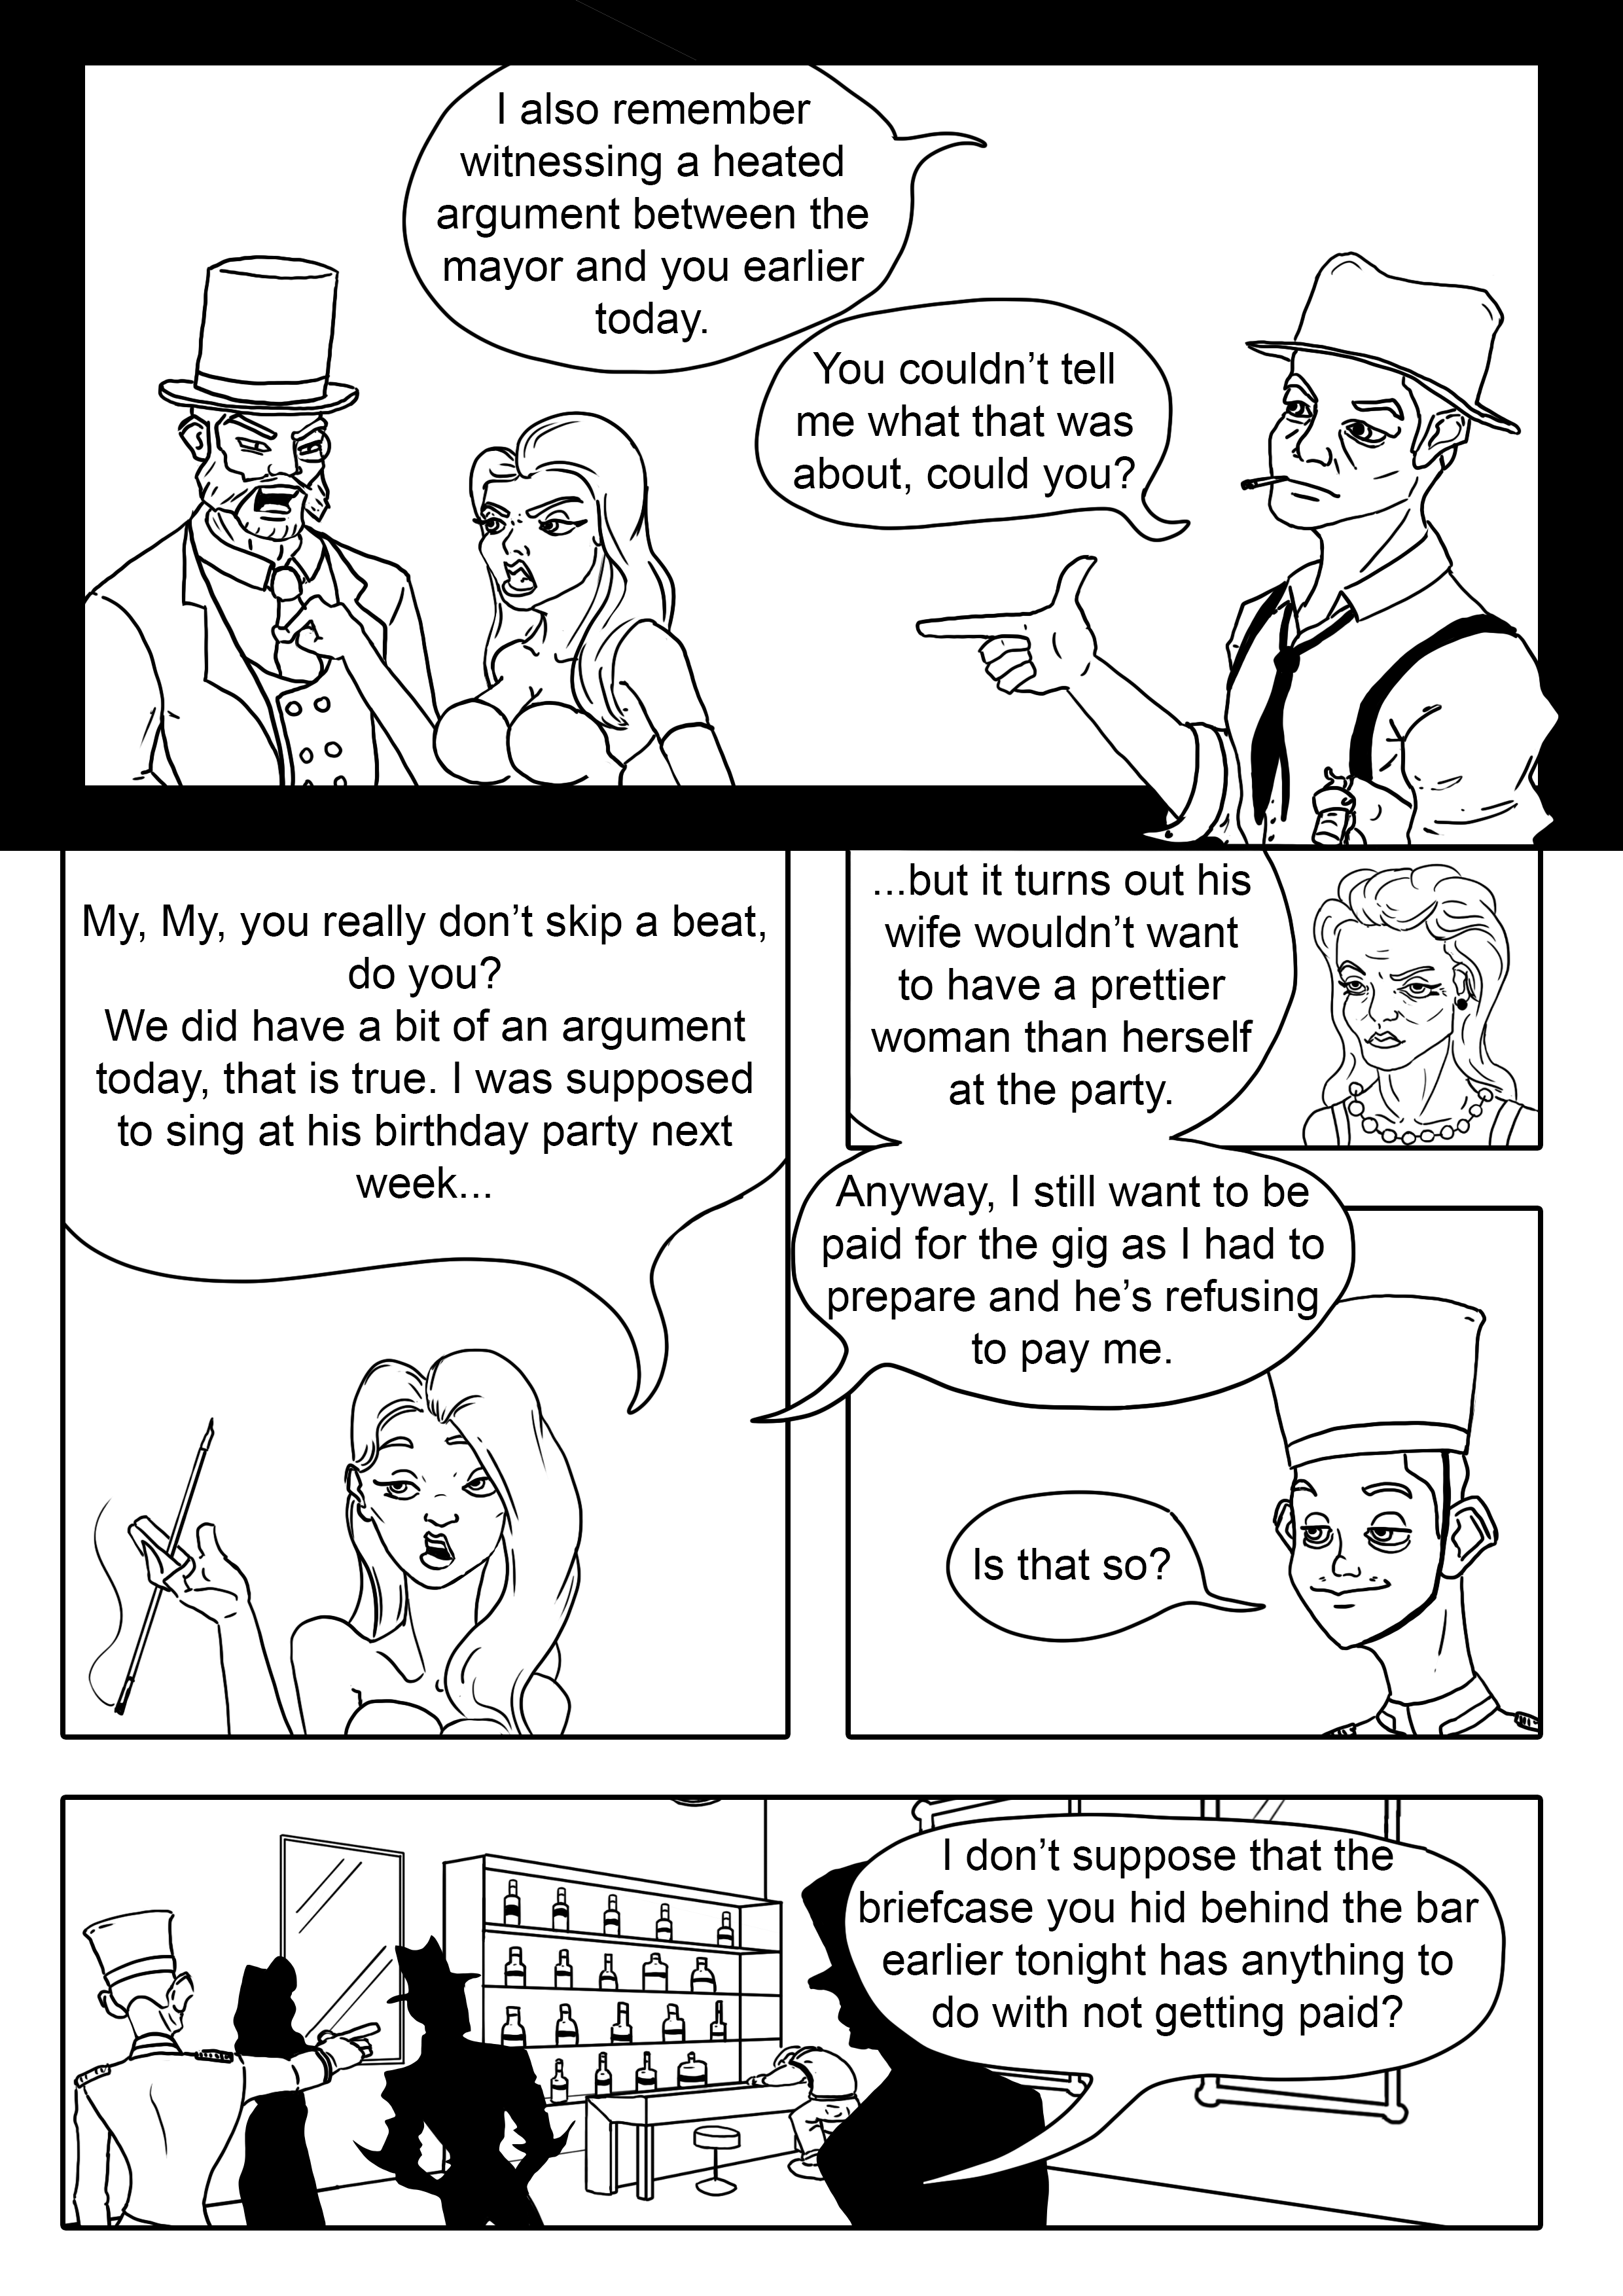 I also remember
witnessing a heated
argument between the
mayor and you earlier
today.
You couldn’t tell
me what that was
about, could you?
My, My, you really don’t skip a beat,
do you?
We did have a bit of an argument
today, that is true. I was supposed
to sing at his birthday party next
week...
...but it turns out his
wife wouldn’t want
to have a prettier
woman than herself
at the party.
Anyway, I still want to be
paid for the gig as I had to
prepare and he’s refusing
to pay me.
Is that so?
I don’t suppose that the
briefcase you hid behind the bar
earlier tonight has anything to
do with not getting paid?